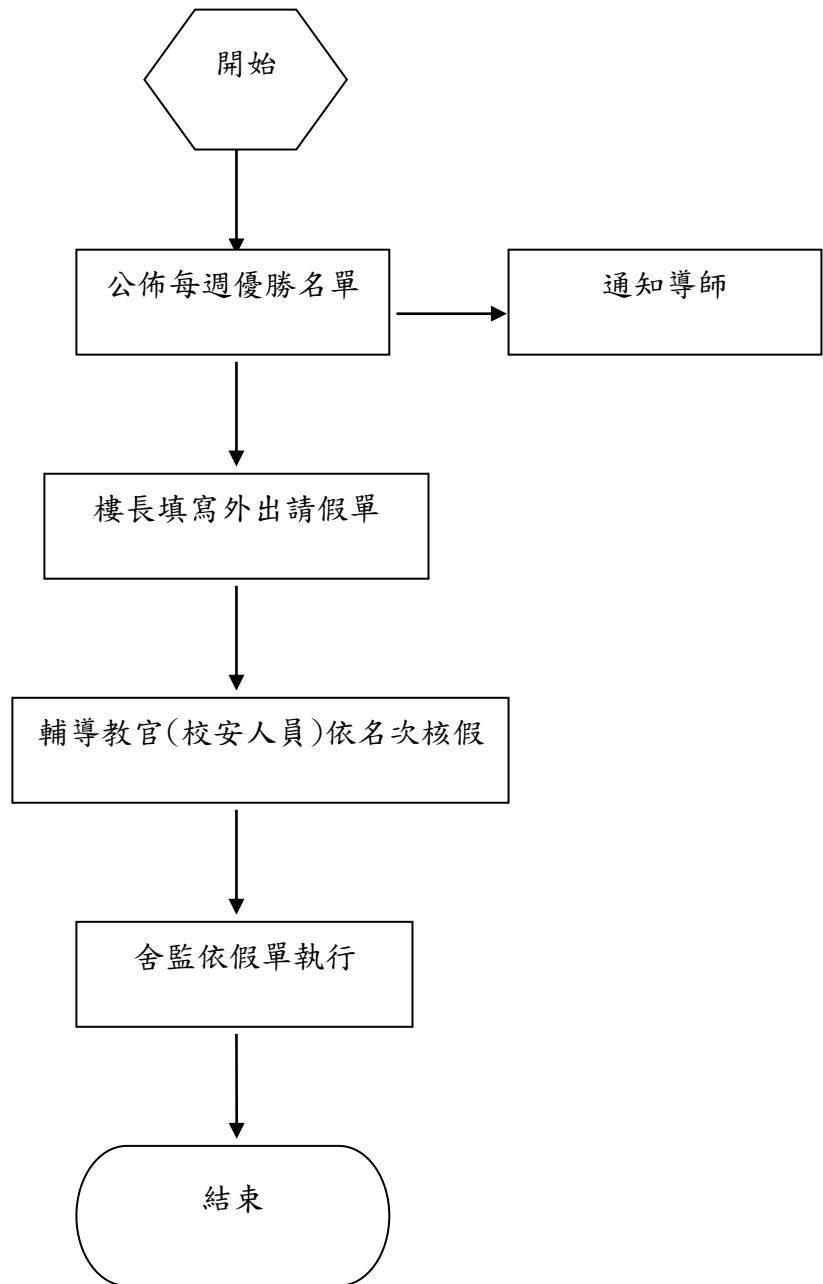 開始
公佈每週優勝名單
通知導師
樓長填寫外出請假單
輔導教官(校安人員)依名次核假
舍監依假單執行
結束